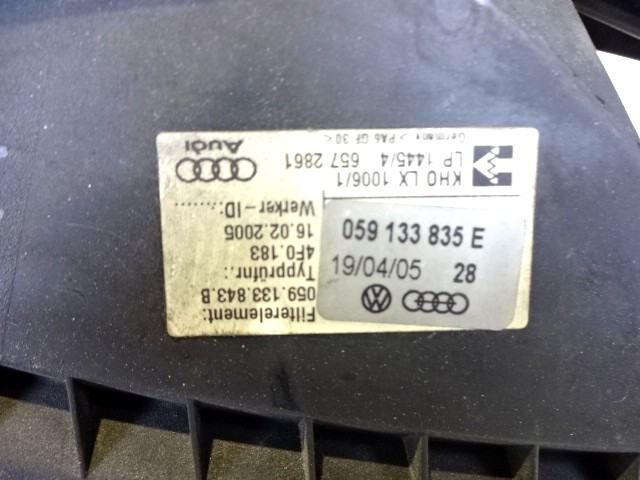 Filterelement:
059.133.843.B
Typprüfnr.:
4F0.183
16.02.2005
Werker-ID:........
Audi
KHO LX 1006/1
LP 1445/4 657 2861
Germany >PA6 GF 30<
059 133 835 E
19/04/05 28